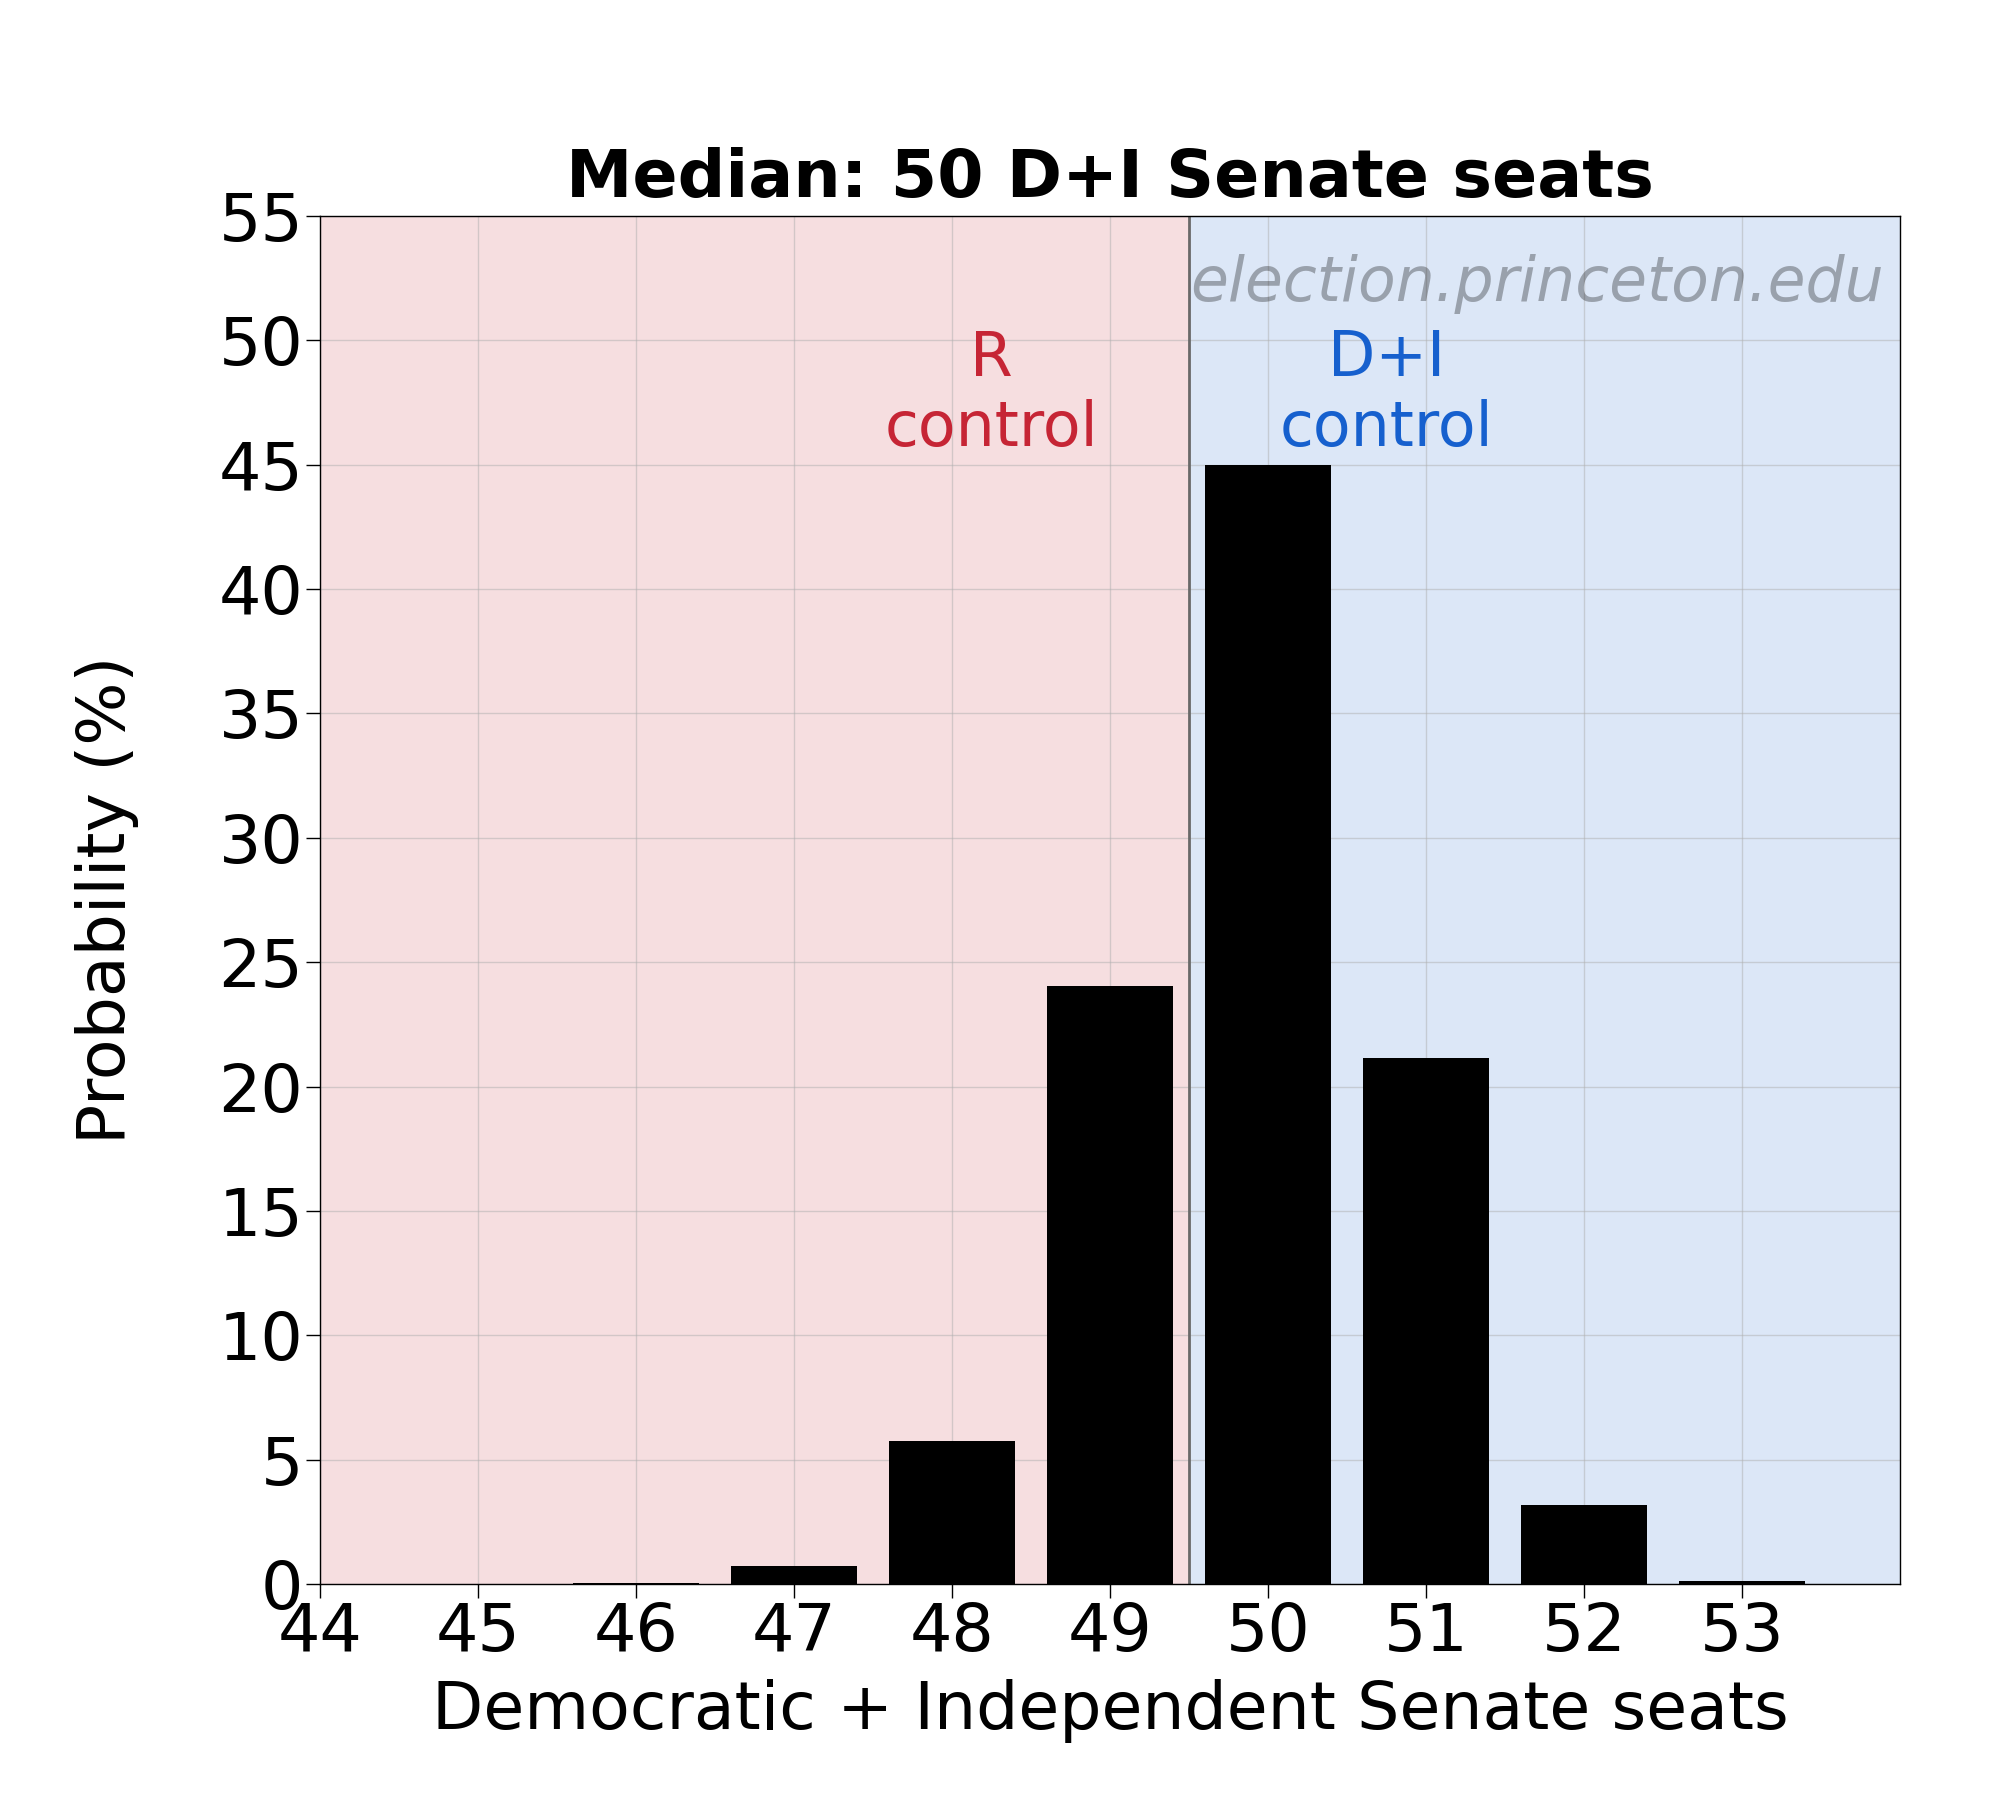 Median: 50 D+I Senate seats
election.princeton.edu
R
control
D+I
control
55
50
45
40
35
30
25
20
15
10
5
0
Probability (%)
44 45 46 47 48 49 50 51 52 53
Democratic + Independent Senate seats